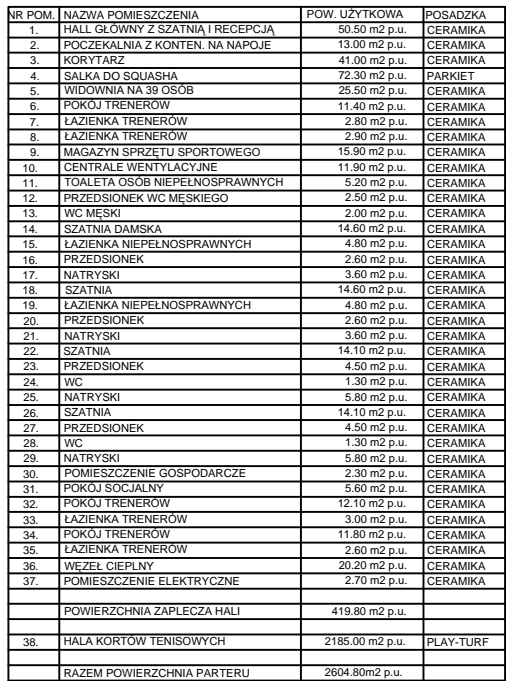 NR POM. NAZWA POMIESZCZENIA POW. UŻYTKOWA POSADZKA
1. HALL GŁÓWNY Z SZATNIĄ I RECEPCJĄ 50.50 m2 p.u. CERAMIKA
2. POCZEKALNIA Z KONTEN. NA NAPOJE 13.00 m2 p.u. CERAMIKA
3. KORYTARZ 41.00 m2 p.u. CERAMIKA
4. SALKA DO SQUASHA 72.30 m2 p.u. PARKIET
5. WIDOWNIA NA 39 OSÓB 25.50 m2 p.u. CERAMIKA
6. POKÓJ TRENERÓW 11.40 m2 p.u. CERAMIKA
7. ŁAZIENKA TRENERÓW 2.80 m2 p.u. CERAMIKA
8. ŁAZIENKA TRENERÓW 2.90 m2 p.u. CERAMIKA
9. MAGAZYN SPRZĘTU SPORTOWEGO 15.90 m2 p.u. CERAMIKA
10. CENTRALE WENTYLACYJNE 11.90 m2 p.u. CERAMIKA
11. TOALETA OSÓB NIEPEŁNOSPRAWNYCH 5.20 m2 p.u. CERAMIKA
12. PRZEDSIONEK WC MĘSKIEGO 2.50 m2 p.u. CERAMIKA
13. WC MĘSKI 2.00 m2 p.u. CERAMIKA
14. SZATNIA DAMSKA 14.60 m2 p.u. CERAMIKA
15. ŁAZIENKA NIEPEŁNOSPRAWNYCH 4.80 m2 p.u. CERAMIKA
16. PRZEDSIONEK 2.60 m2 p.u. CERAMIKA
17. NATRYSKI 3.60 m2 p.u. CERAMIKA
18. SZATNIA 14.60 m2 p.u. CERAMIKA
19. ŁAZIENKA NIEPEŁNOSPRAWNYCH 4.80 m2 p.u. CERAMIKA
20. PRZEDSIONEK 2.60 m2 p.u. CERAMIKA
21. NATRYSKI 3.60 m2 p.u. CERAMIKA
22. SZATNIA 14.10 m2 p.u. CERAMIKA
23. PRZEDSIONEK 4.50 m2 p.u. CERAMIKA
24. WC 1.30 m2 p.u. CERAMIKA
25. NATRYSKI 5.80 m2 p.u. CERAMIKA
26. SZATNIA 14.10 m2 p.u. CERAMIKA
27. PRZEDSIONEK 4.50 m2 p.u. CERAMIKA
28. WC 1.30 m2 p.u. CERAMIKA
29. NATRYSKI 5.80 m2 p.u. CERAMIKA
30. POMIESZCZENIE GOSPODARCZE 2.30 m2 p.u. CERAMIKA
31. POKÓJ SOCJALNY 5.60 m2 p.u. CERAMIKA
32. POKÓJ TRENERÓW 12.10 m2 p.u. CERAMIKA
33. ŁAZIENKA TRENERÓW 3.00 m2 p.u. CERAMIKA
34. POKÓJ TRENERÓW 11.80 m2 p.u. CERAMIKA
35. ŁAZIENKA TRENERÓW 2.60 m2 p.u. CERAMIKA
36. WĘZEŁ CIEPLNY 20.20 m2 p.u. CERAMIKA
37. POMIESZCZENIE ELEKTRYCZNE 2.70 m2 p.u. CERAMIKA
POWIERZCHNIA ZAPLECZA HALI 419.80 m2 p.u.
38. HALA KORTÓW TENISOWYCH 2185.00 m2 p.u. PLAY-TURF
RAZEM POWIERZCHNIA PARTERU 2604.80m2 p.u.